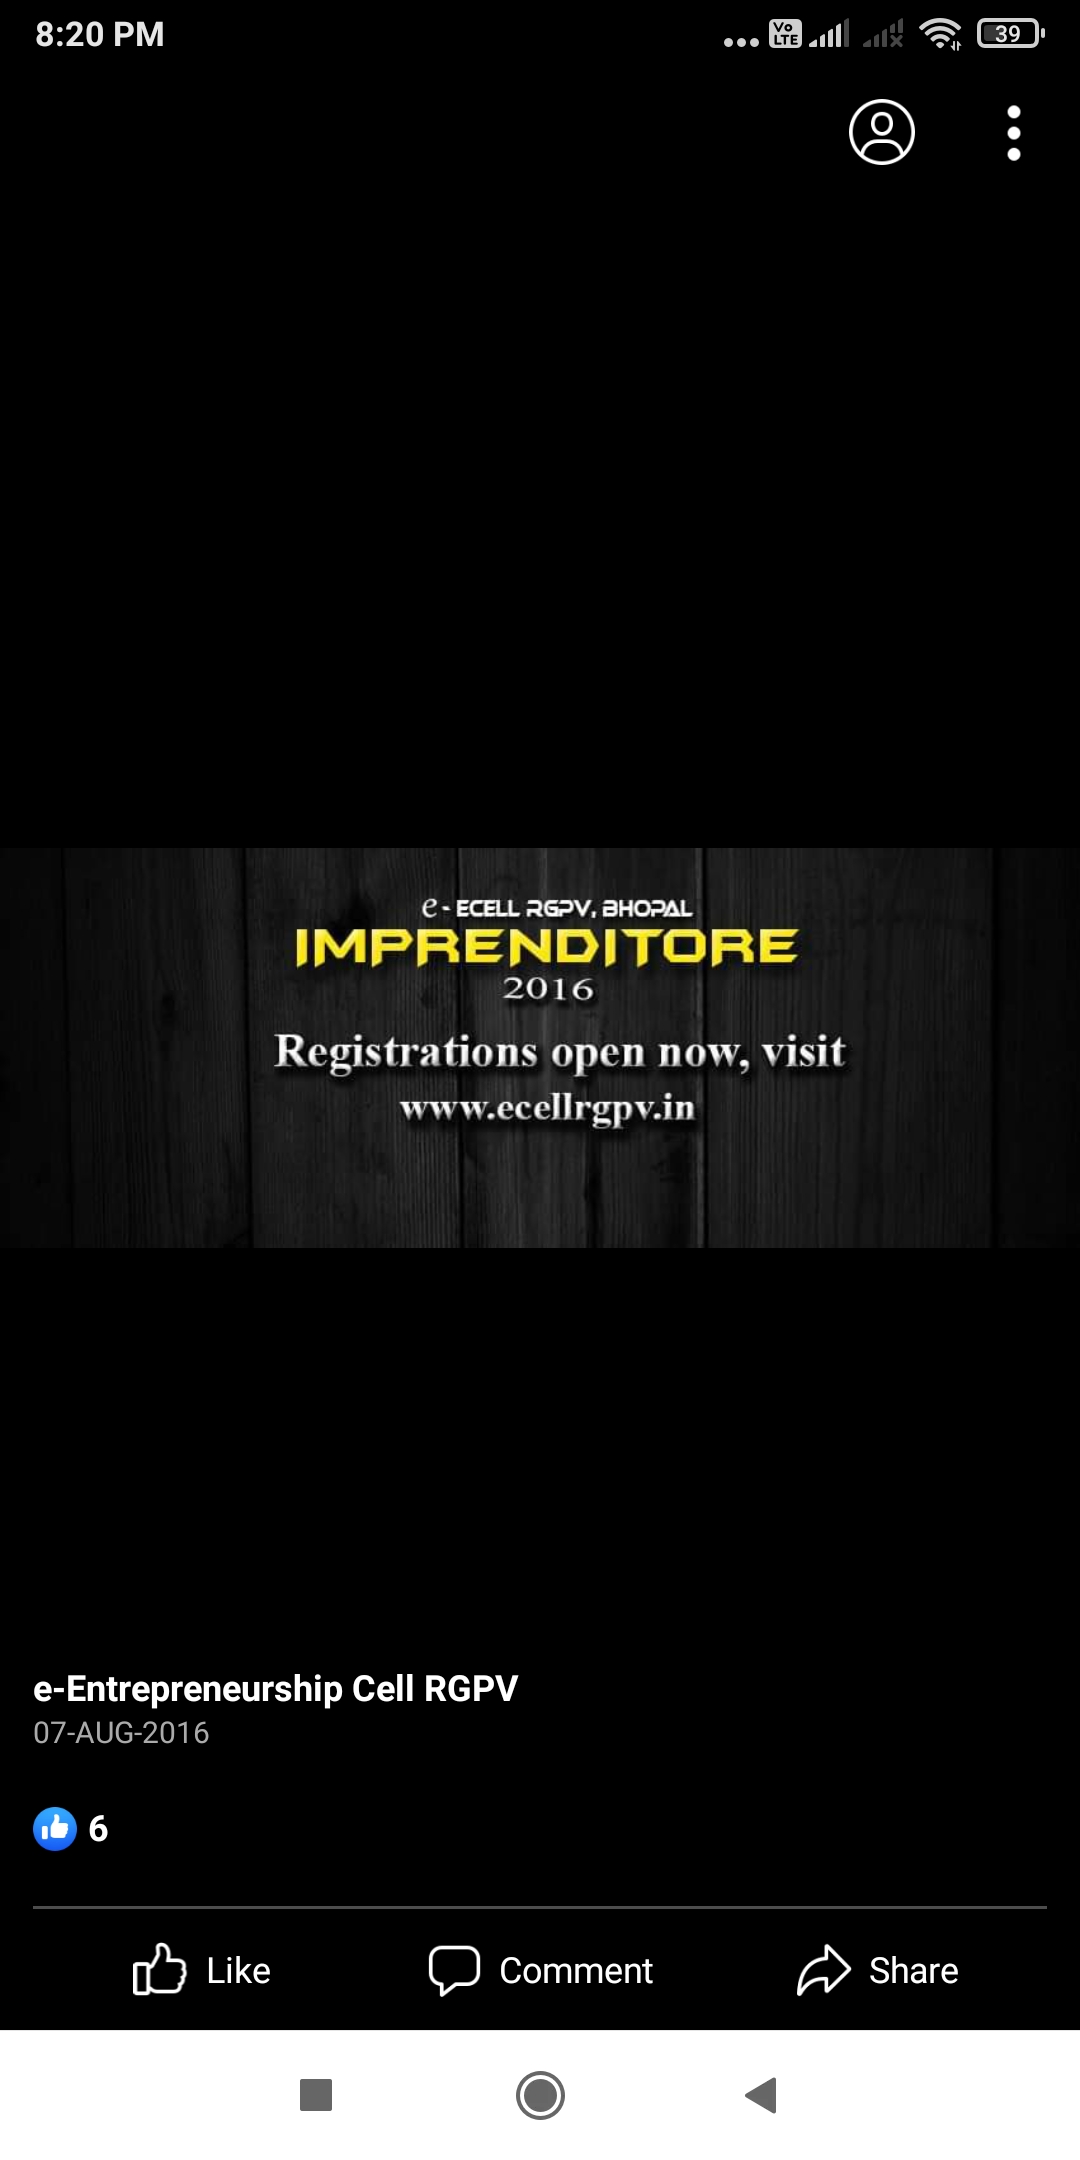 8:20 PM
Vo
LTE
39
e - ECELL RGPV, BHOPAL
IMPRENDITORE
2016
Registrations open now, visit
www.ecellrgpv.in
e-Entrepreneurship Cell RGPV
07-AUG-2016
6
Like Comment Share